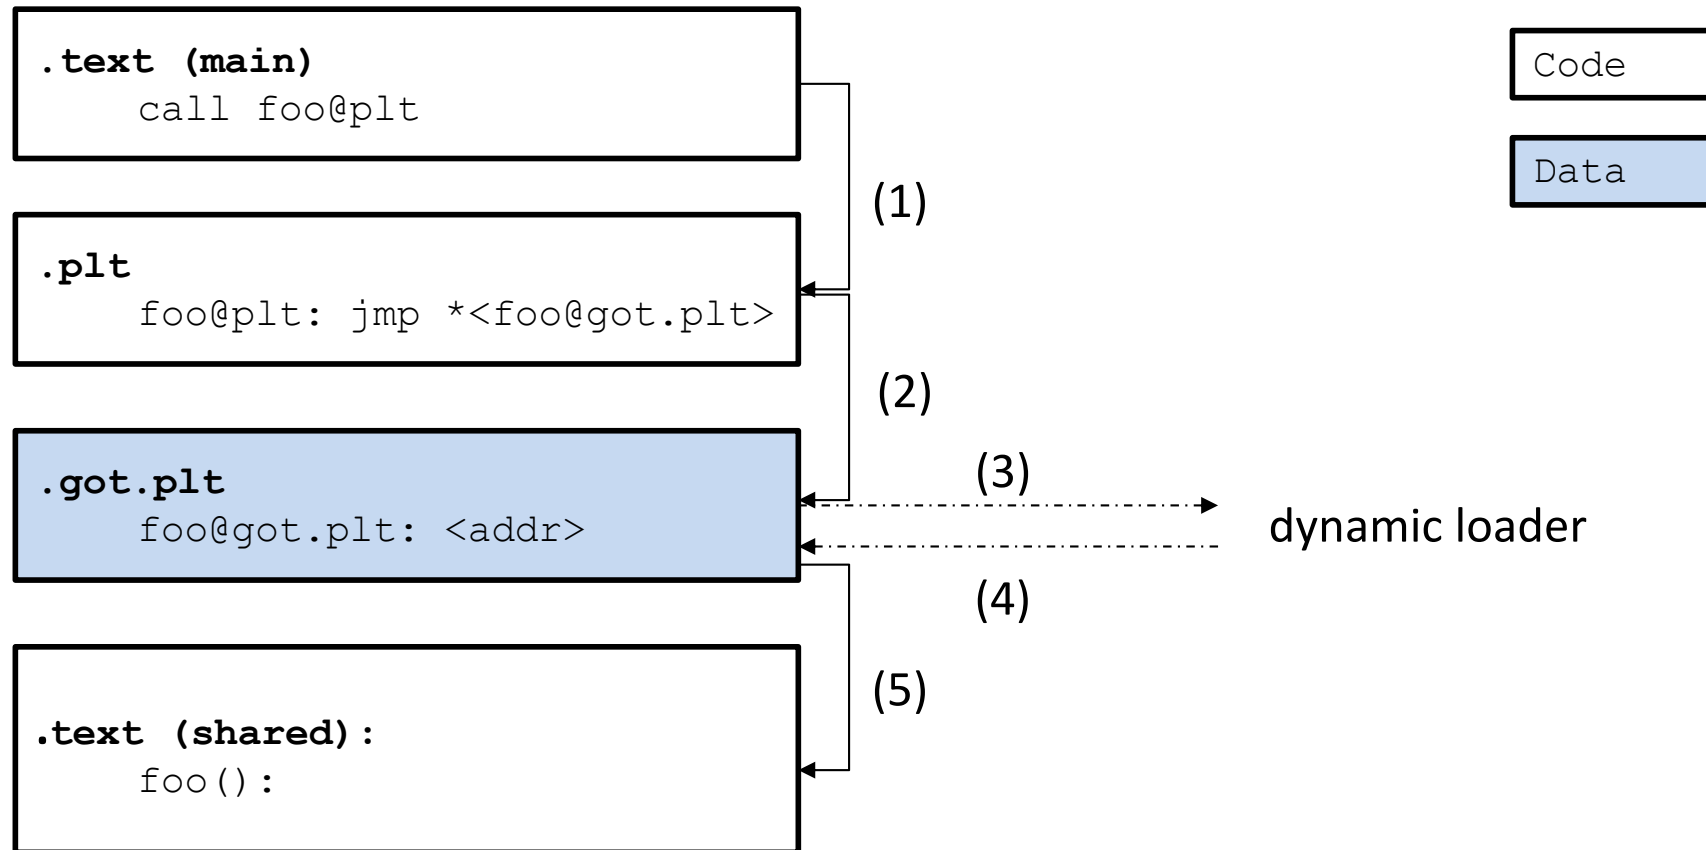 .text (main)
call foo@plt
Code
Data
(1)
.plt
foo@plt: jmp *<foo@got.plt>
(2)
.got.plt
foo@got.plt: <addr>
(3)
dynamic loader
(4)
(5)
.text (shared):
foo():